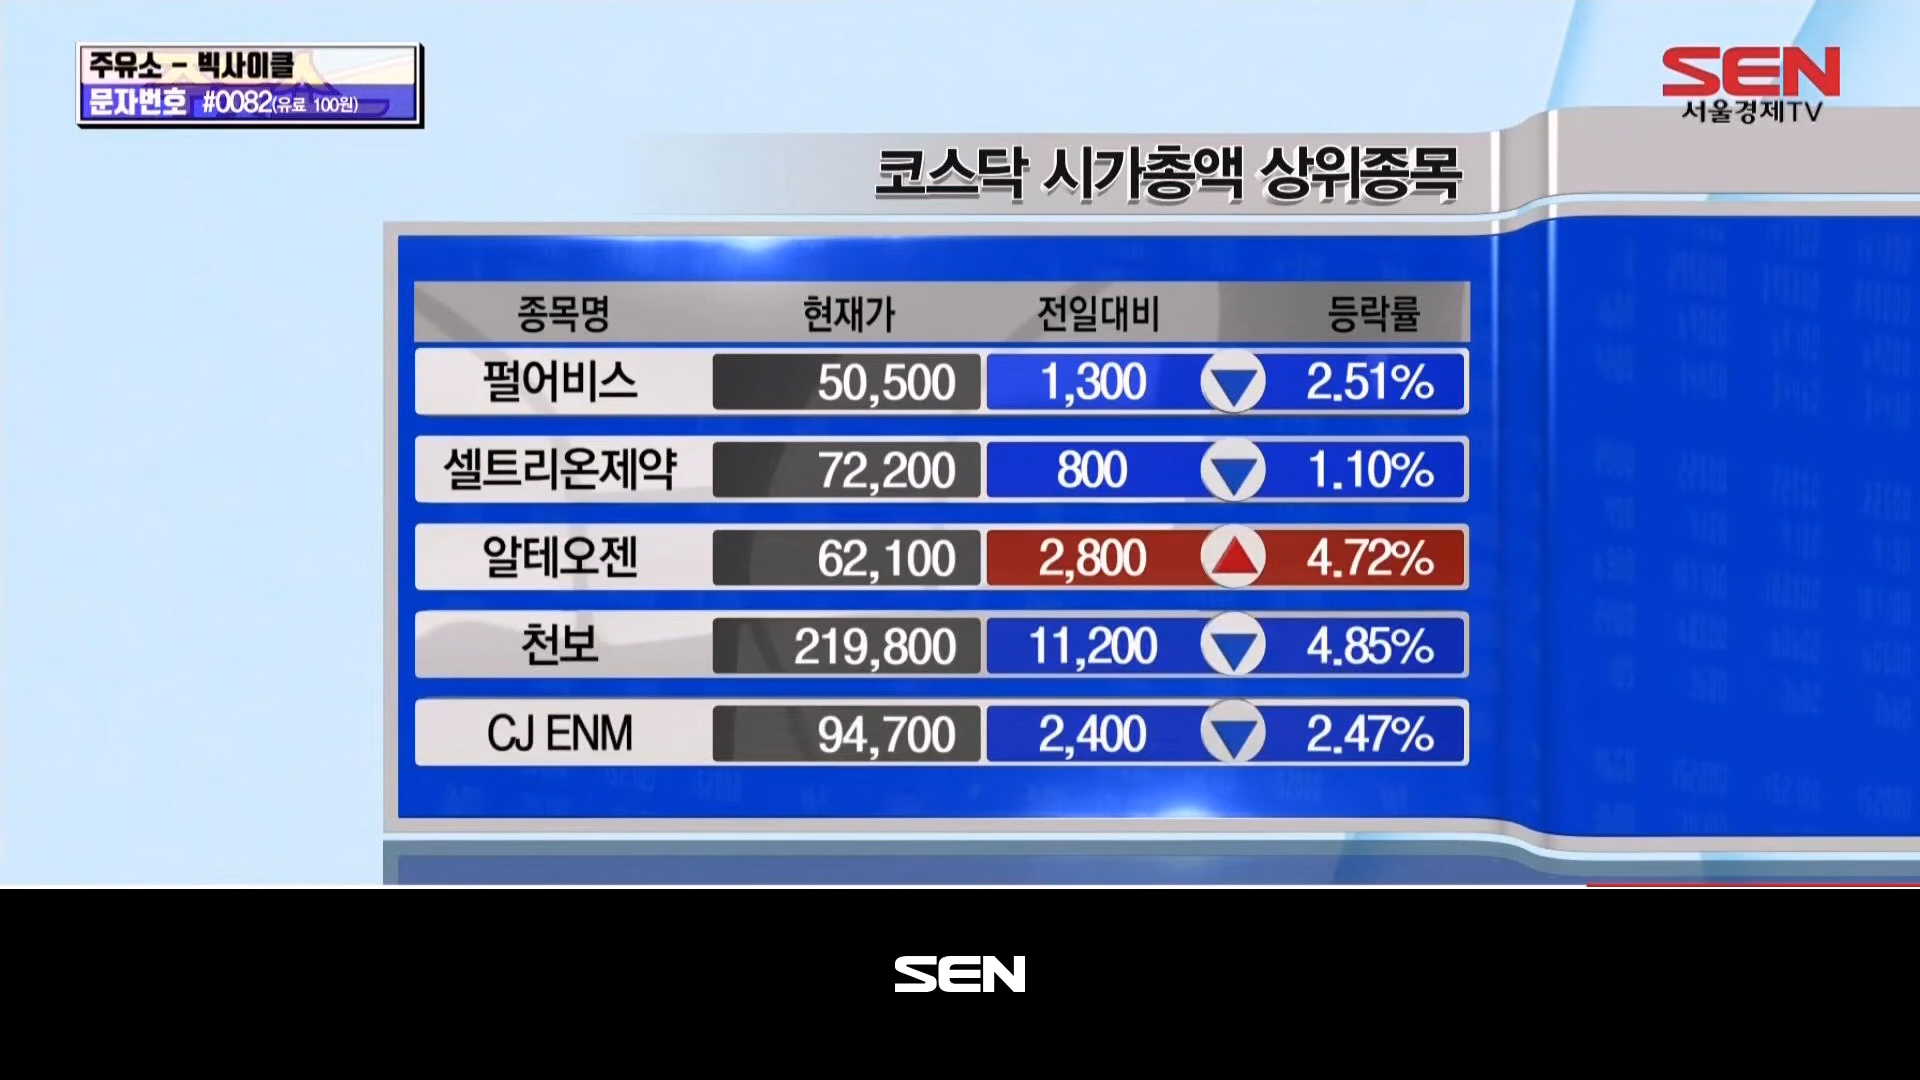 주유소 - 빅사이클
문자번호 #0082(유료 100원)
SEN
서울경제TV
코스닥 시가총액 상위종목
종목명 현재가 전일대비 등락률
펄어비스 50,500 1,300 ▼ 2.51%
셀트리온제약 72,200 800 ▼ 1.10%
알테오젠 62,100 2,800 ▲ 4.72%
천보 219,800 11,200 ▼ 4.85%
CJ ENM 94,700 2,400 ▼ 2.47%
SEN